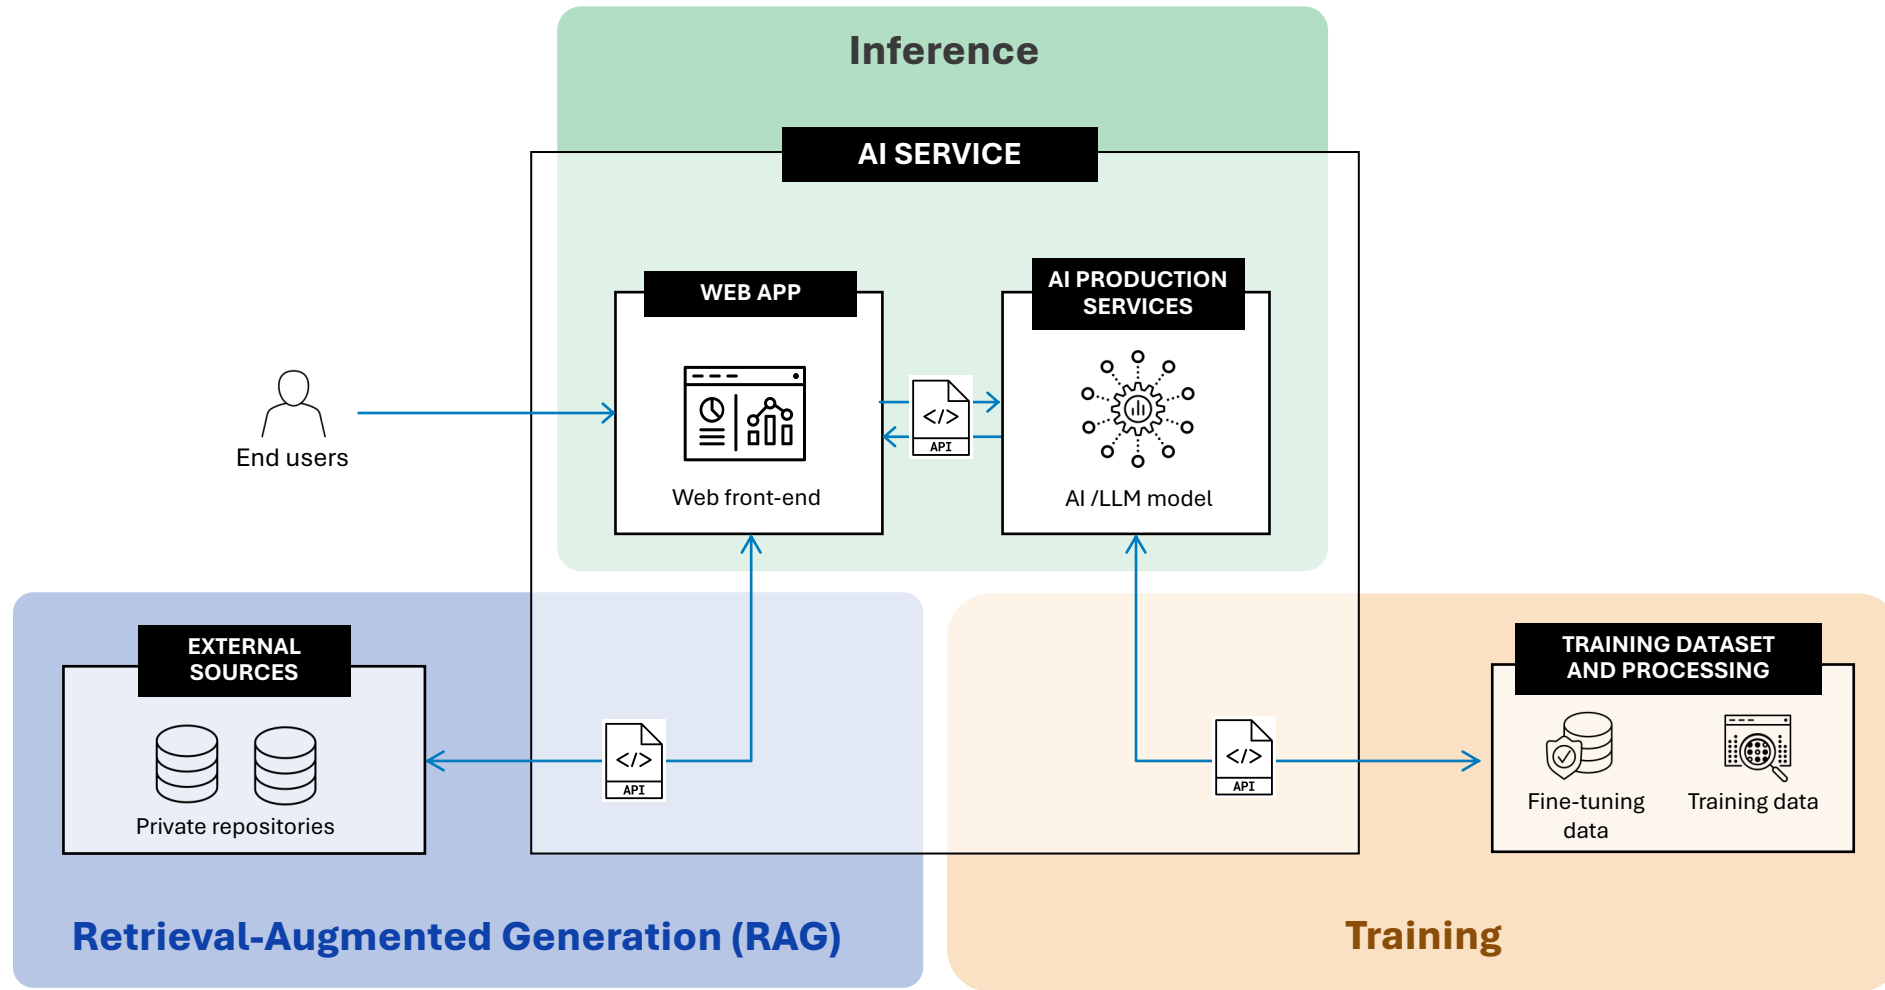 Inference
AI SERVICE
WEB APP
AI PRODUCTION
SERVICES
</>
API
Web front-end
AI /LLM model
End users
EXTERNAL
SOURCES
Private repositories
</>
API
</>
API
TRAINING DATASET
AND PROCESSING
Fine-tuning
data
Training data
Retrieval-Augmented Generation (RAG)
Training